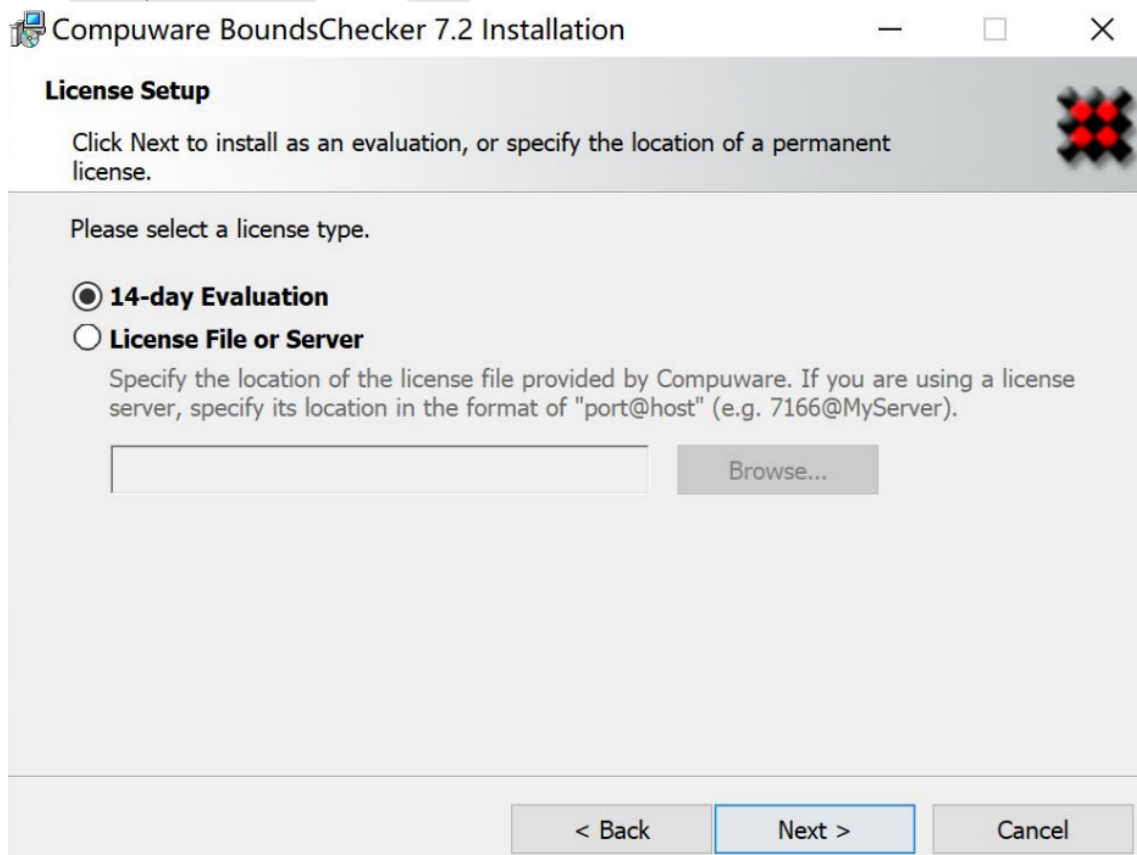 Compuware BoundsChecker 7.2 Installation
License Setup
Click Next to install as an evaluation, or specify the location of a permanent
license.
Please select a license type.
14-day Evaluation
License File or Server
Specify the location of the license file provided by Compuware. If you are using a license
server, specify its location in the format of "port@host" (e.g. 7166@MyServer).
Browse...
< Back
Next >
Cancel